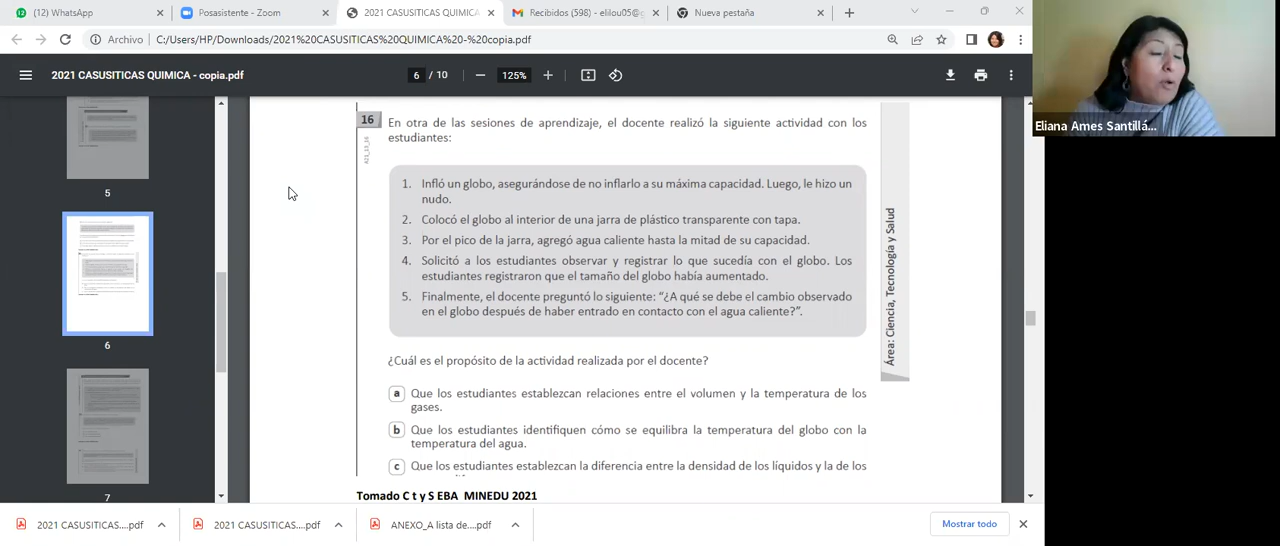 (12) WhatsApp
Posasistente - Zoom
2021 CASUSITICAS QUIMICA
Recibidos (598) - elilou05@g
Nueva pestaña
Archivo
C:/Users/HP/Downloads/2021%20CASUSITICAS%20QUIMICA%20-%20copia.pdf
2021 CASUSITICAS QUIMICA - copia.pdf
6 / 10
125%
Eliana Ames Santillá...
5
6
7
16
En otra de las sesiones de aprendizaje, el docente realizó la siguiente actividad con los
estudiantes:
1. Infló un globo, asegurándose de no inflarlo a su máxima capacidad. Luego, le hizo un
nudo.
2. Colocó el globo al interior de una jarra de plástico transparente con tapa.
3. Por el pico de la jarra, agregó agua caliente hasta la mitad de su capacidad.
4. Solicitó a los estudiantes observar y registrar lo que sucedía con el globo. Los
estudiantes registraron que el tamaño del globo había aumentado.
5. Finalmente, el docente preguntó lo siguiente: “¿A qué se debe el cambio observado
en el globo después de haber entrado en contacto con el agua caliente?”.
Área: Ciencia, Tecnología y Salud
¿Cuál es el propósito de la actividad realizada por el docente?
a Que los estudiantes establezcan relaciones entre el volumen y la temperatura de los
gases.
b Que los estudiantes identifiquen cómo se equilibra la temperatura del globo con la
temperatura del agua.
c Que los estudiantes establezcan la diferencia entre la densidad de los líquidos y la de los
Tomado C t y S EBA MINEDU 2021
2021 CASUSITICAS....pdf
2021 CASUSITICAS....pdf
ANEXO_A lista de....pdf
Mostrar todo